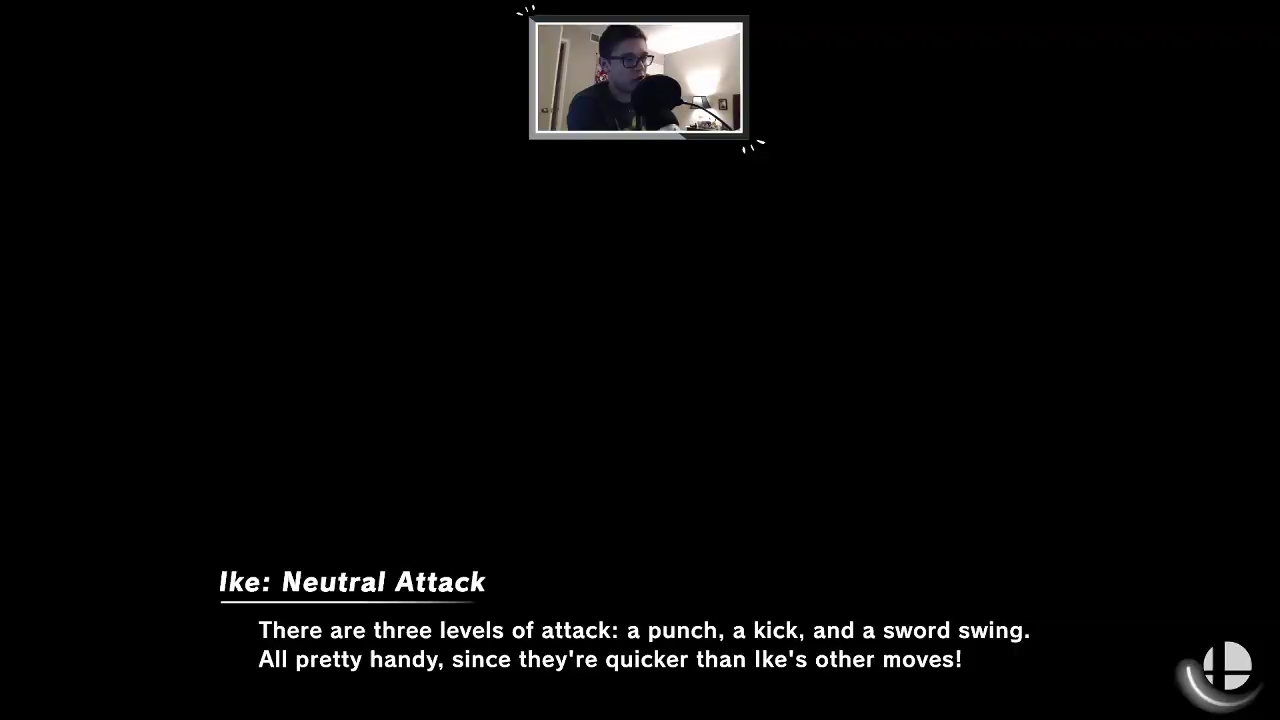 Ike: Neutral Attack
There are three levels of attack: a punch, a kick, and a sword swing.
All pretty handy, since they're quicker than Ike's other moves!